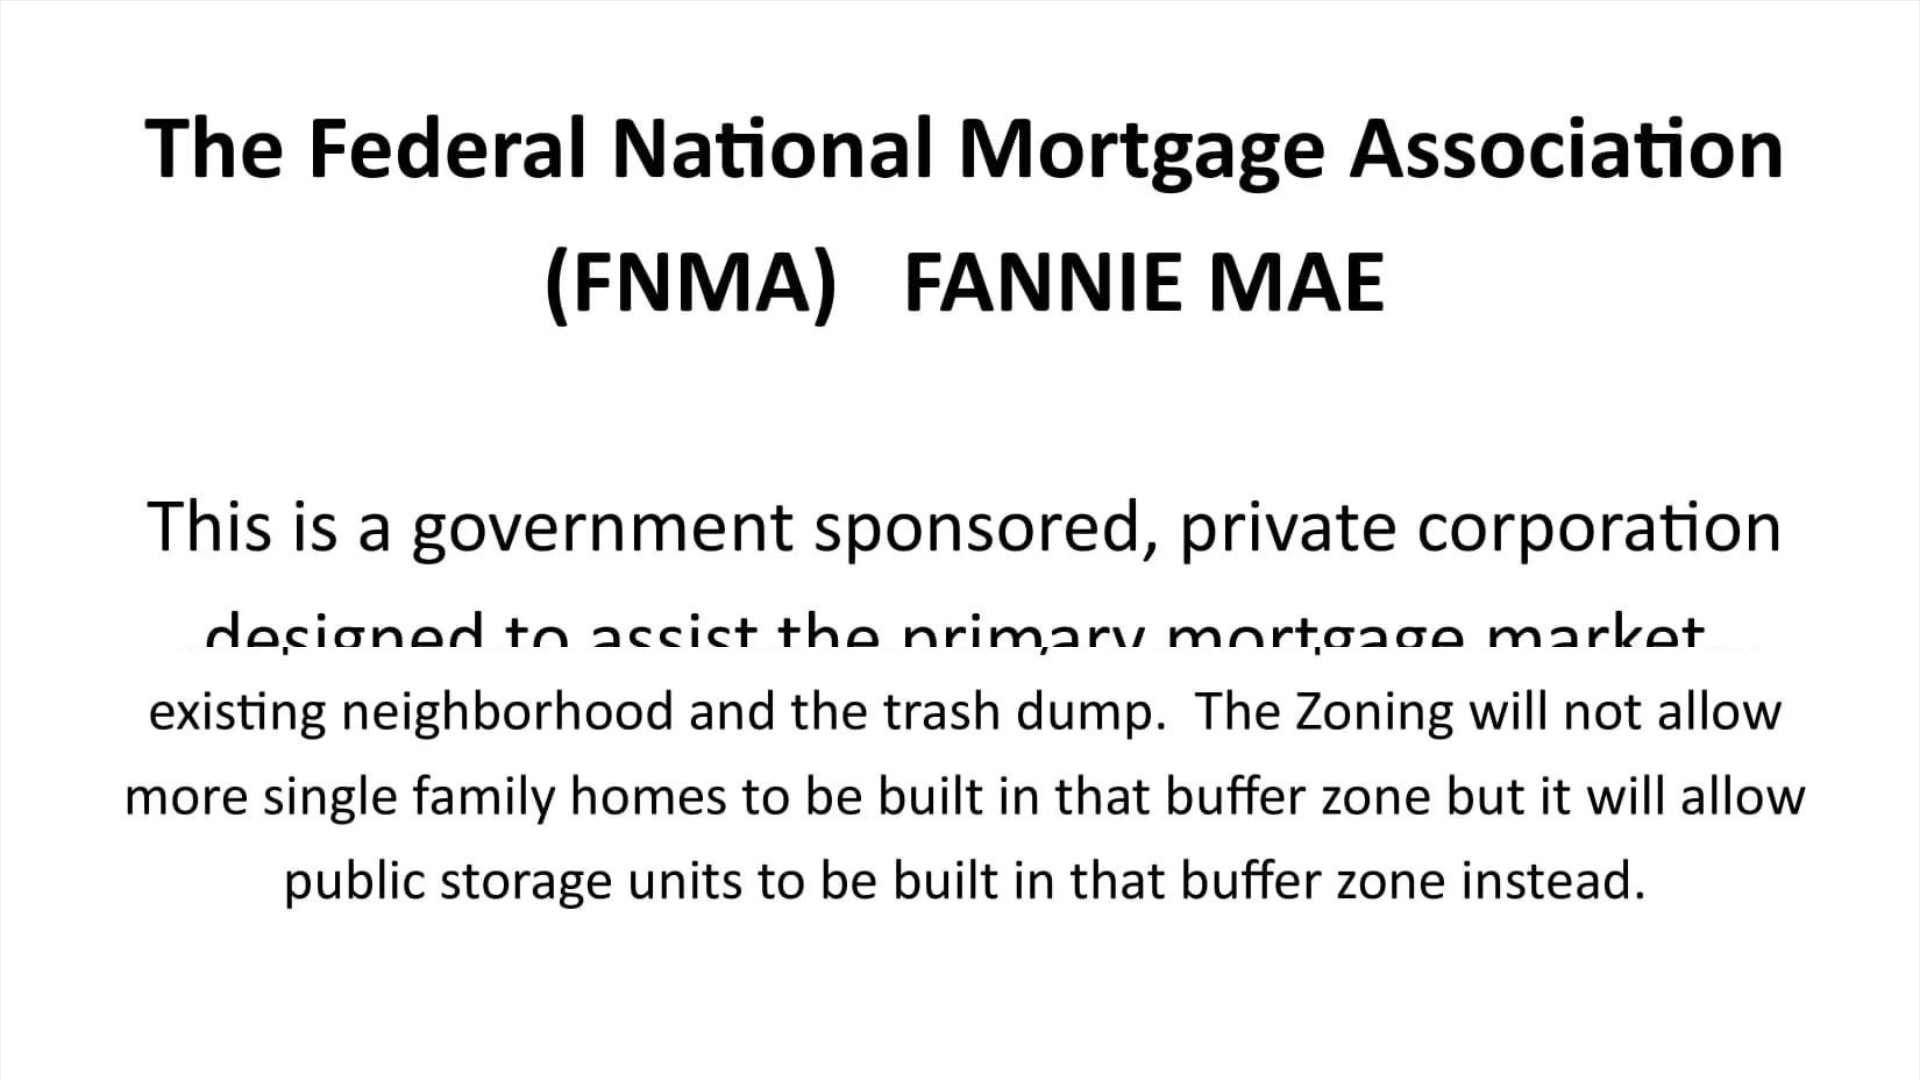 The Federal National Mortgage Association
(FNMA) FANNIE MAE
This is a government sponsored, private corporation
designed to assist the primary mortgage market
existing neighborhood and the trash dump. The Zoning will not allow
more single family homes to be built in that buffer zone but it will allow
public storage units to be built in that buffer zone instead.